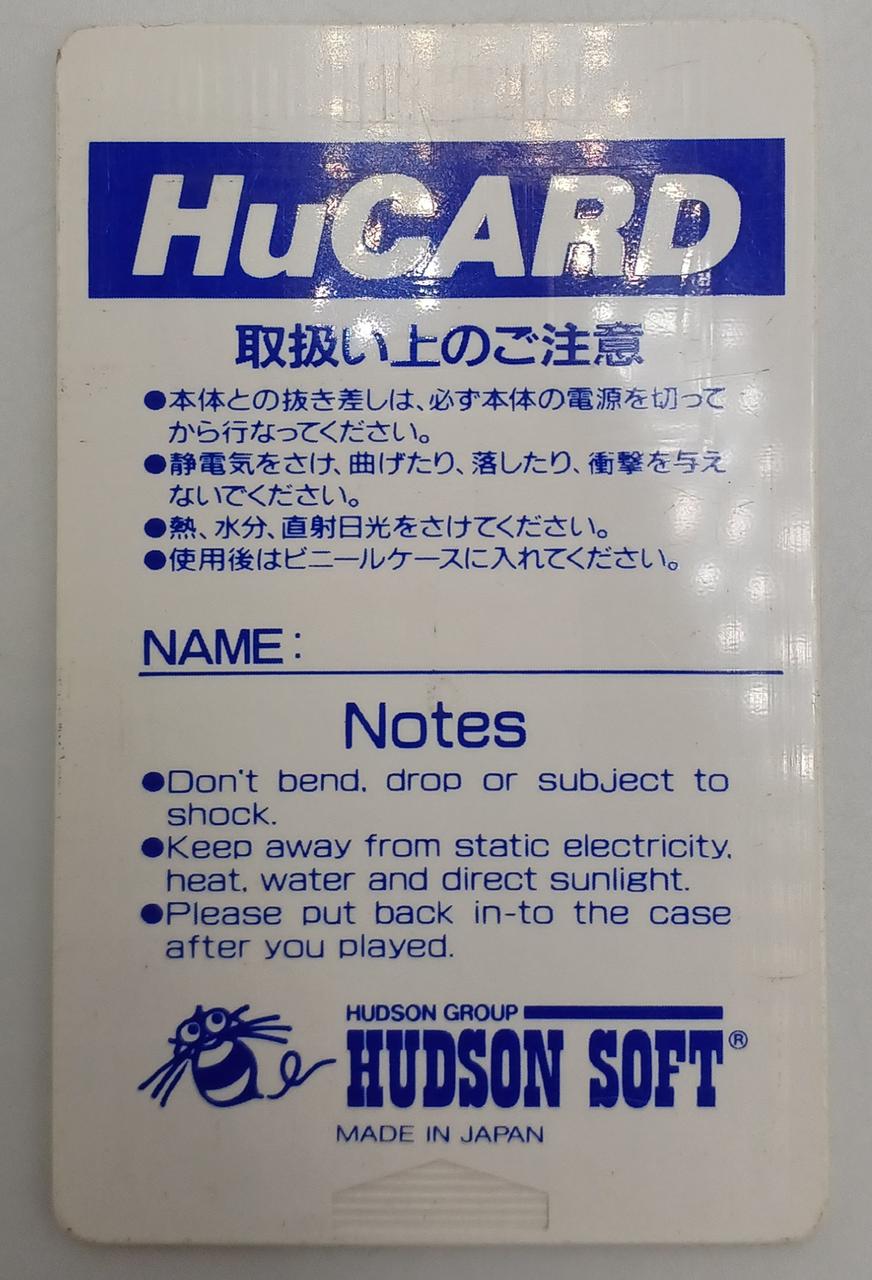 HuCARD
取扱い上のご注意
●本体との抜き差しは、必ず本体の電源を切って
から行なってください。
●静電気をさけ、曲げたり、落したり、衝撃を与え
ないでください。
●熱、水分、直射日光をさけてください。
●使用後はビニールケースに入れてください。
NAME:
Notes
●Don't bend, drop or subject to
shock.
●Keep away from static electricity,
heat, water and direct sunlight.
●Please put back in-to the case
after you played.
HUDSON GROUP
HUDSON SOFT®
MADE IN JAPAN